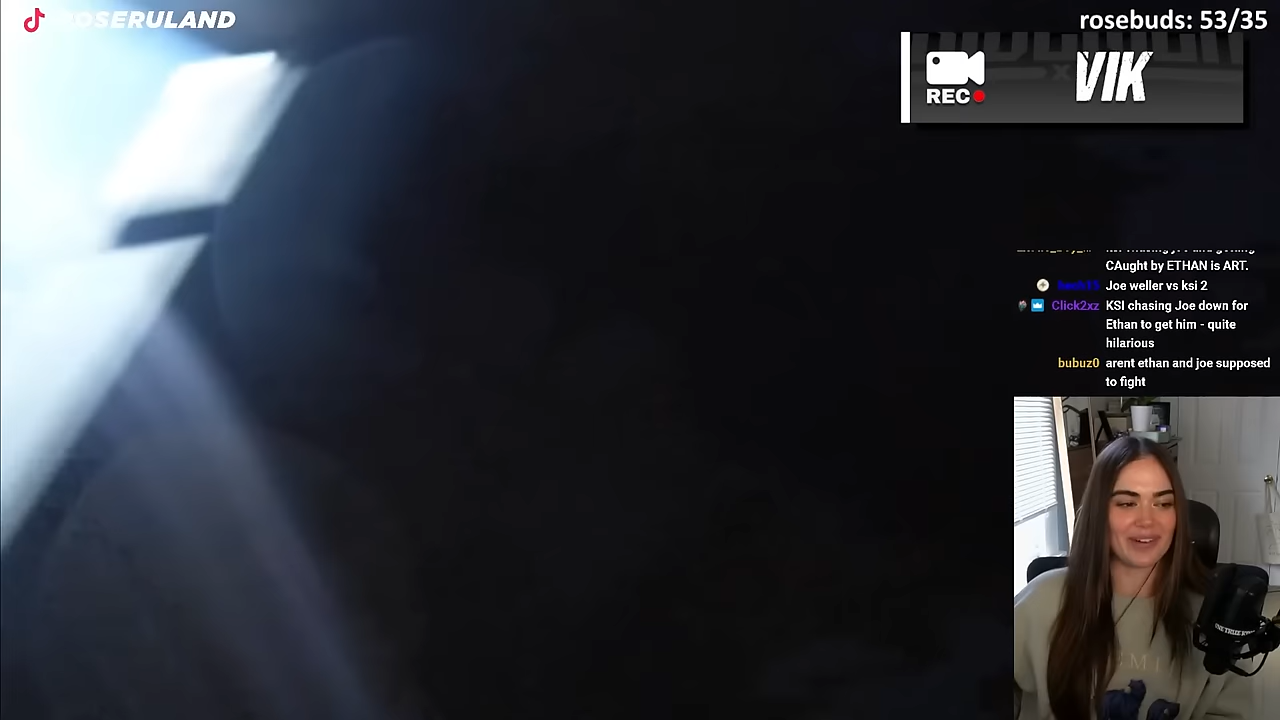 ROSERULAND
rosebuds: 53/35
REC
VIK
CAught by ETHAN is ART.
Joe weller vs ksi 2
Click2xz KSI chasing Joe down for
Ethan to get him - quite
hilarious
bubuz0 arent ethan and joe supposed
to fight